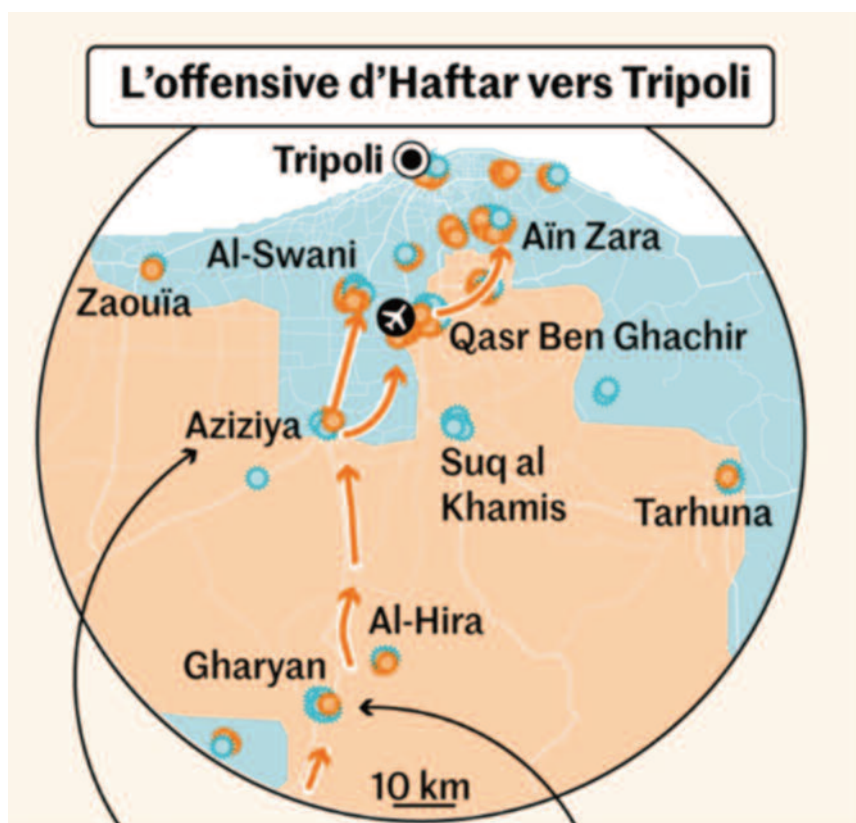 L’offensive d’Haftar vers Tripoli
Tripoli
Al-Swani
Aïn Zara
Zaouïa
Qasr Ben Ghachir
Aziziya
Suq al
Khamis
Tarhuna
Al-Hira
Gharyan
10 km